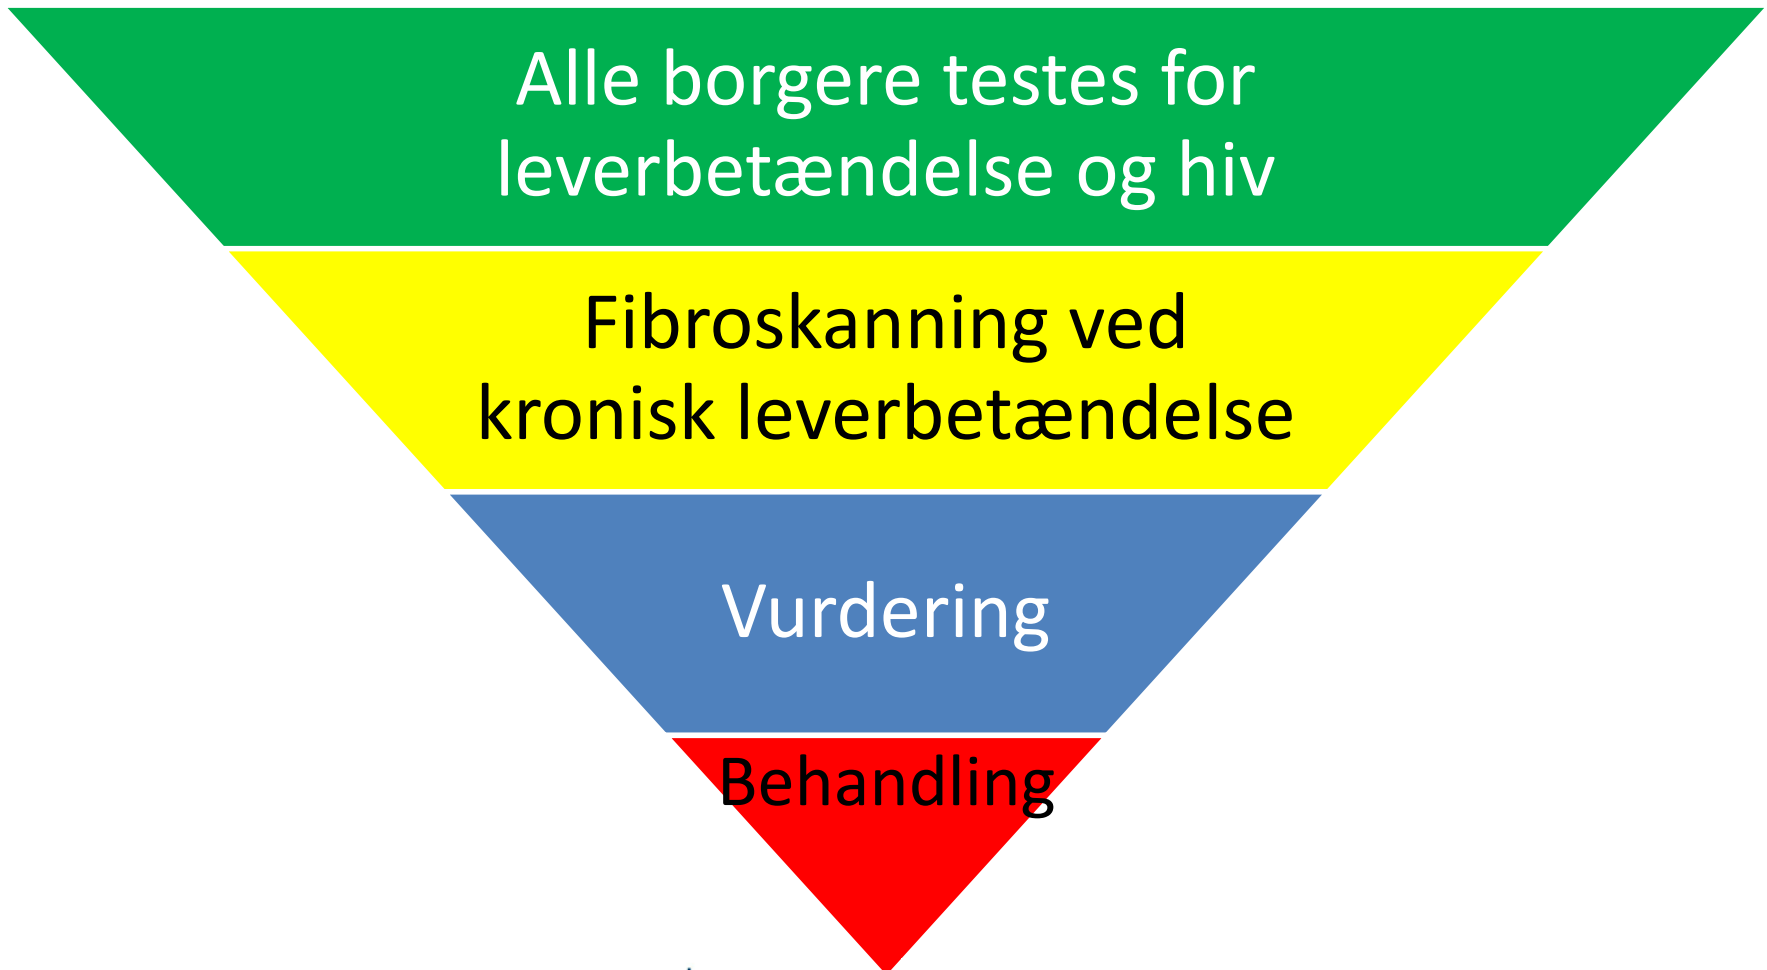 Alle borgere testes for
leverbetændelse og hiv
Fibroskanning ved
kronisk leverbetændelse
Vurdering
Behandling